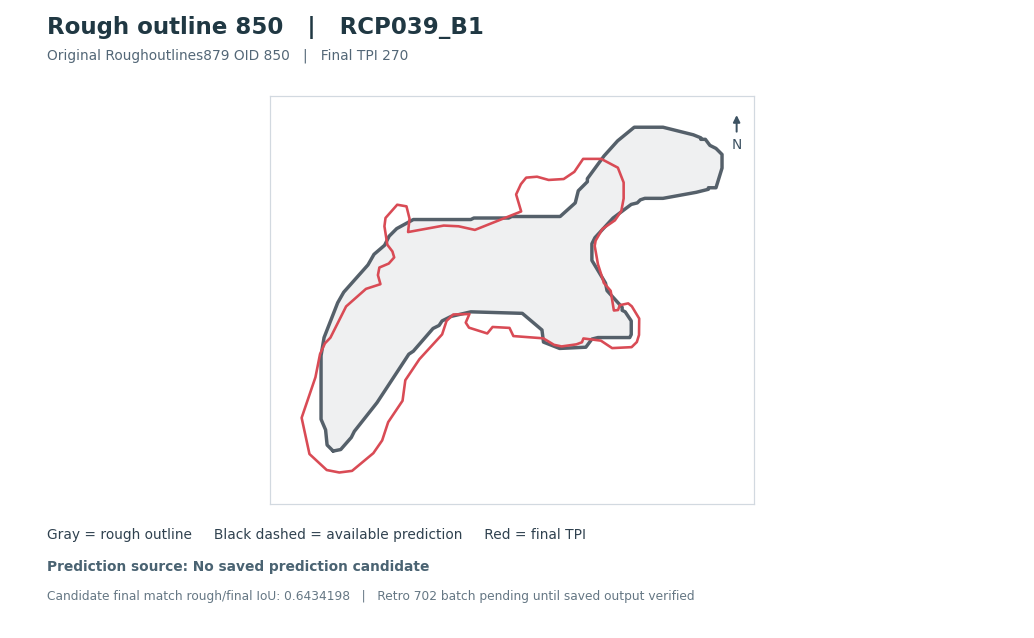 Rough outline 850 | RCP039_B1
Original Roughoutlines879 OID 850 | Final TPI 270
N
Gray = rough outline Black dashed = available prediction Red = final TPI
Prediction source: No saved prediction candidate
Candidate final match rough/final IoU: 0.6434198 | Retro 702 batch pending until saved output verified